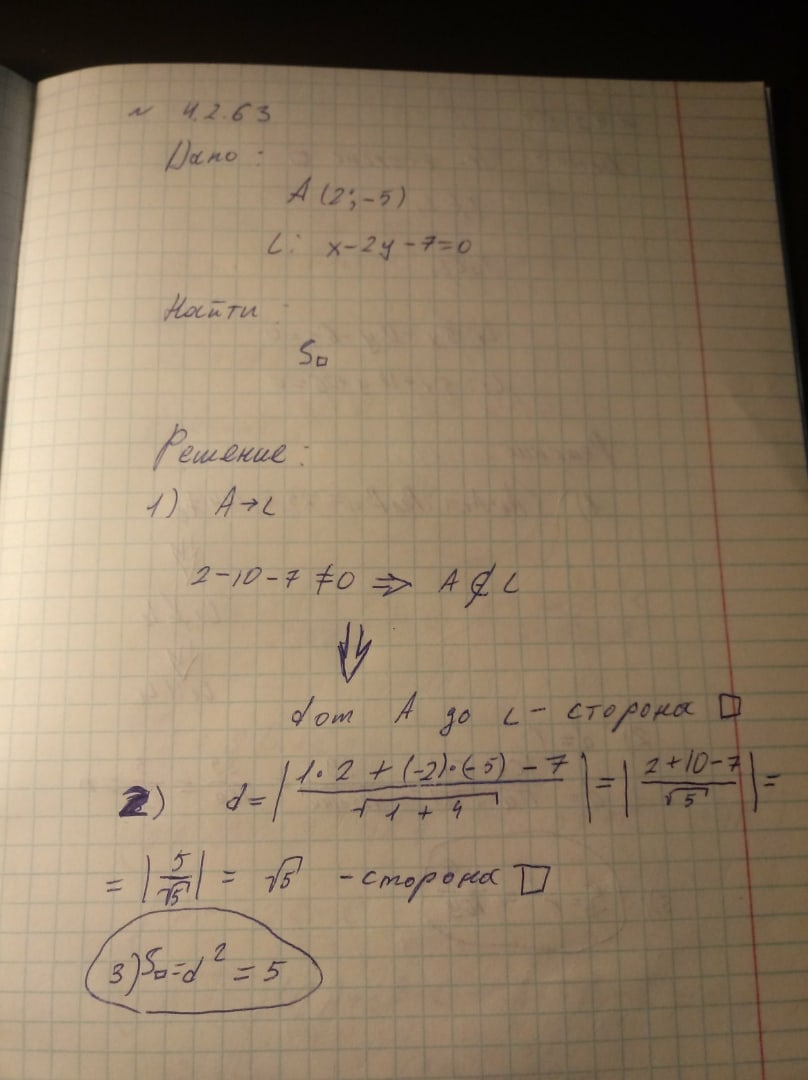 № 4.2.63
Дано:
A (2; -5)
L: x-2y-7=0
Найти:
S□
Решение:
1) A→L
2-10-7 ≠0 ⇒ A ∉ L
⇓
d от A до L - сторона □
2) d = |(1·2 + (-2)·(-5) - 7)/√(1+4)| = |(2+10-7)/√5| =
= |5/√5| = √5 - сторона □
3) S□ = d² = 5